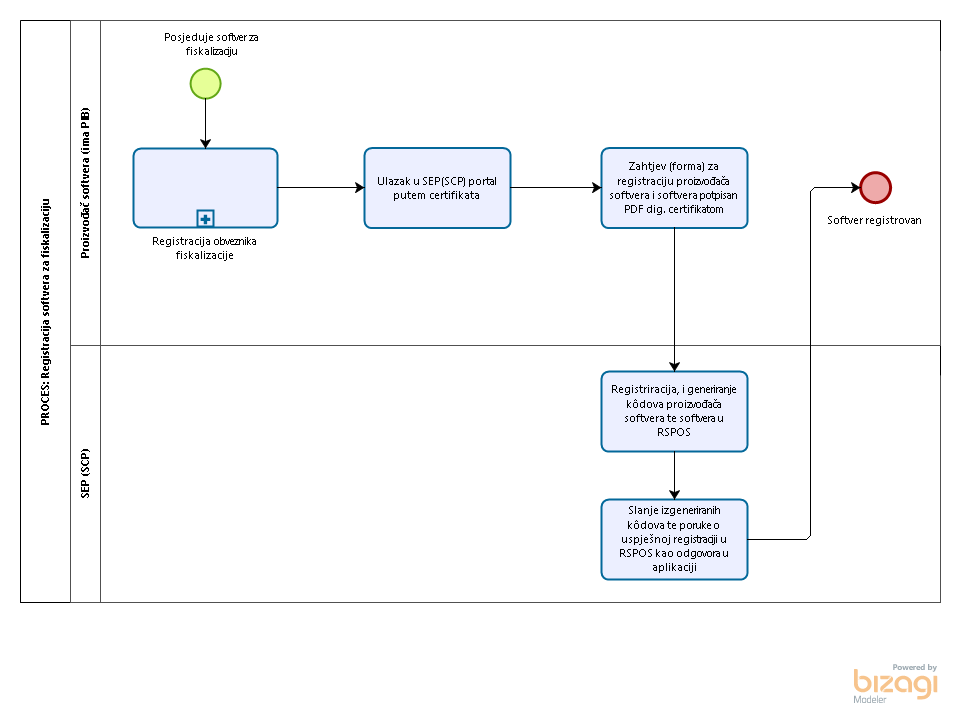 PROCES: Registracija softvera za fiskalizaciju
Proizvođač softvera (ima PIB)
Posjeduje softver za
fiskalizaciju
Registracija obveznika
fiskalizacije
Ulazak u SEP(SCP) portal
putem certifikata
Zahtjev (forma) za
registraciju proizvođača
softvera i softvera potpisan
PDF dig. certifikatom
Softver registrovan
SEP (SCP)
Registriracija, i generiranje
kôdova proizvođača
softvera te softvera u
RSPOS
Slanje izgeneriranih
kôdova te poruke o
uspješnoj registraciji u
RSPOS kao odgovora u
aplikaciji
Powered by
bizagi
Modeler